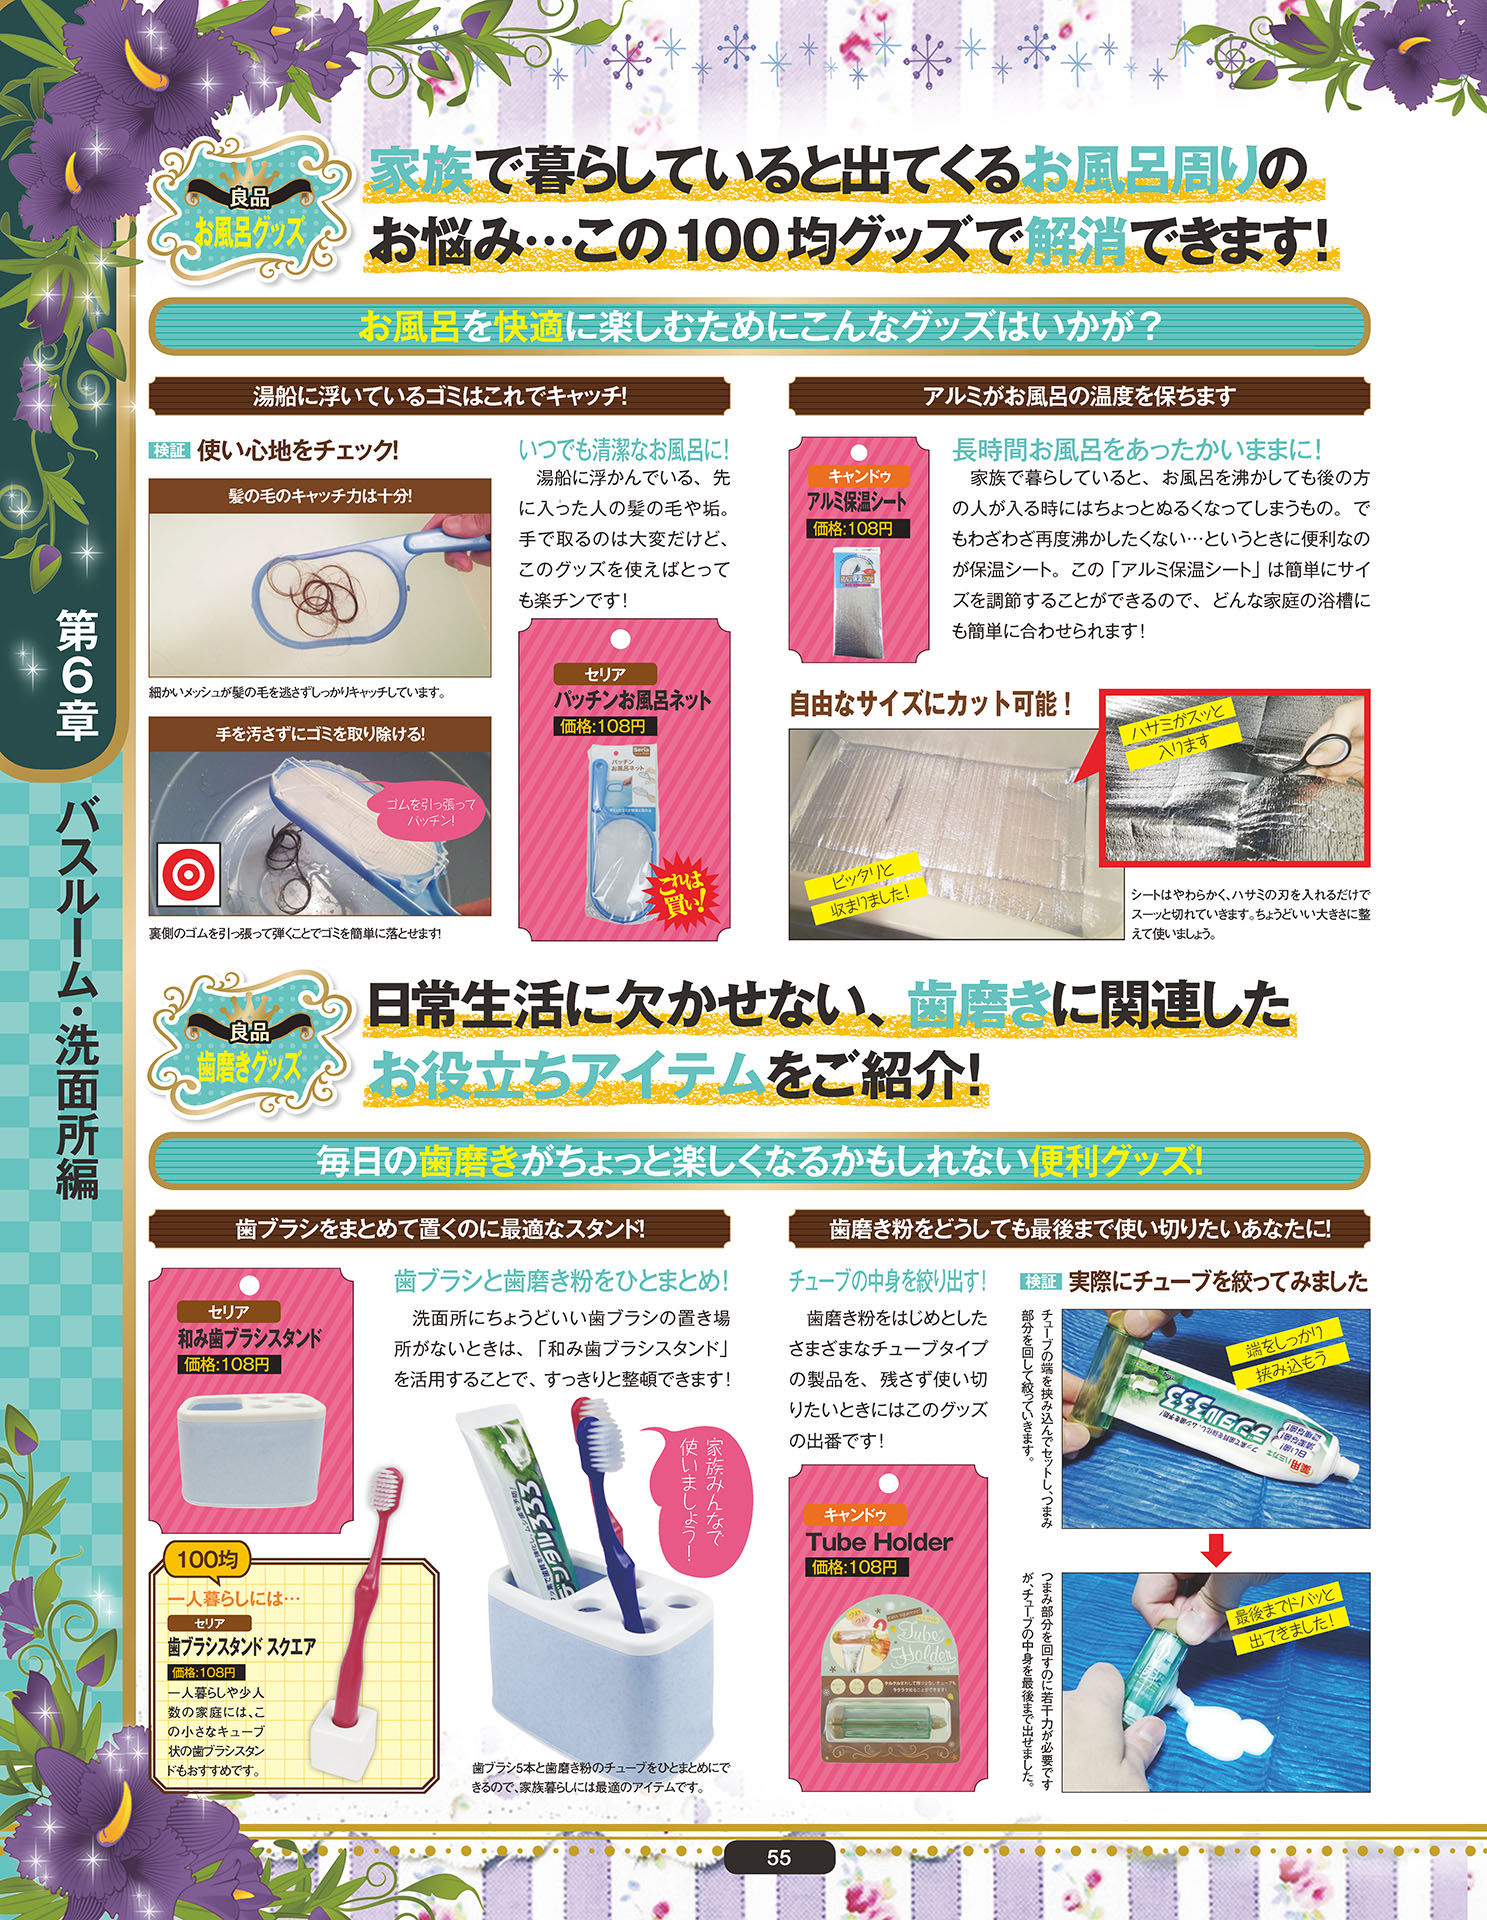 第6章
バスルーム・洗面所編
良品
お風呂グッズ
家族で暮らしていると出てくるお風呂周りの
お悩み…この100均グッズで解消できます!
お風呂を快適に楽しむためにこんなグッズはいかが?
湯船に浮いているゴミはこれでキャッチ!
検証 使い心地をチェック!
髪の毛のキャッチ力は十分!
細かいメッシュが髪の毛を逃さずしっかりキャッチしています。
手を汚さずにゴミを取り除ける!
ゴムを引っ張って
パッチン!
裏側のゴムを引っ張って弾くことでゴミを簡単に落とせます!
いつでも清潔なお風呂に!
湯船に浮かんでいる、先
に入った人の髪の毛や垢。
手で取るのは大変だけど、
このグッズを使えばとって
も楽チンです!
セリア
パッチンお風呂ネット
価格:108円
Seria
パッチン
お風呂ネット
これは
買い!
アルミがお風呂の温度を保ちます
キャンドゥ
アルミ保温シート
価格:108円
長時間お風呂をあったかいままに!
家族で暮らしていると、お風呂を沸かしても後の方
の人が入る時にはちょっとぬるくなってしまうもの。で
もわざわざ再度沸かしたくない…というときに便利なの
が保温シート。この「アルミ保温シート」は簡単にサイ
ズを調節することができるので、どんな家庭の浴槽に
も簡単に合わせられます!
自由なサイズにカット可能!
ピッタリと
収まりました!
ハサミがスッと
入ります
シートはやわらかく、ハサミの刃を入れるだけで
スーッと切れていきます。ちょうどいい大きさに整
えて使いましょう。
良品
歯磨きグッズ
日常生活に欠かせない、歯磨きに関連した
お役立ちアイテムをご紹介!
毎日の歯磨きがちょっと楽しくなるかもしれない便利グッズ!
歯ブラシをまとめて置くのに最適なスタンド!
セリア
和み歯ブラシスタンド
価格:108円
歯ブラシと歯磨き粉をひとまとめ!
洗面所にちょうどいい歯ブラシの置き場
所がないときは、「和み歯ブラシスタンド」
を活用することで、すっきりと整頓できます!
家族みんなで
使いましょう!
デンタル333
歯ブラシ5本と歯磨き粉のチューブをひとまとめにで
きるので、家族暮らしには最適のアイテムです。
100均
一人暮らしには…
セリア
歯ブラシスタンド スクエア
価格:108円
一人暮らしや少人
数の家庭には、こ
の小さなキューブ
状の歯ブラシスタン
ドもおすすめです。
歯磨き粉をどうしても最後まで使い切りたいあなたに!
チューブの中身を絞り出す!
歯磨き粉をはじめとした
さまざまなチューブタイプ
の製品を、残さず使い切
りたいときにはこのグッズ
の出番です!
キャンドゥ
Tube Holder
価格:108円
Tube
Holder
検証 実際にチューブを絞ってみました
チューブの端を挟み込んでセットし、つまみ
部分を回して絞っていきます。
端をしっかり
挟み込もう
デンタル333
薬用
つまみ部分を回すのに若干力が必要です
が、チューブの中身を最後まで出せました。
最後までドバッと
出てきました!
55